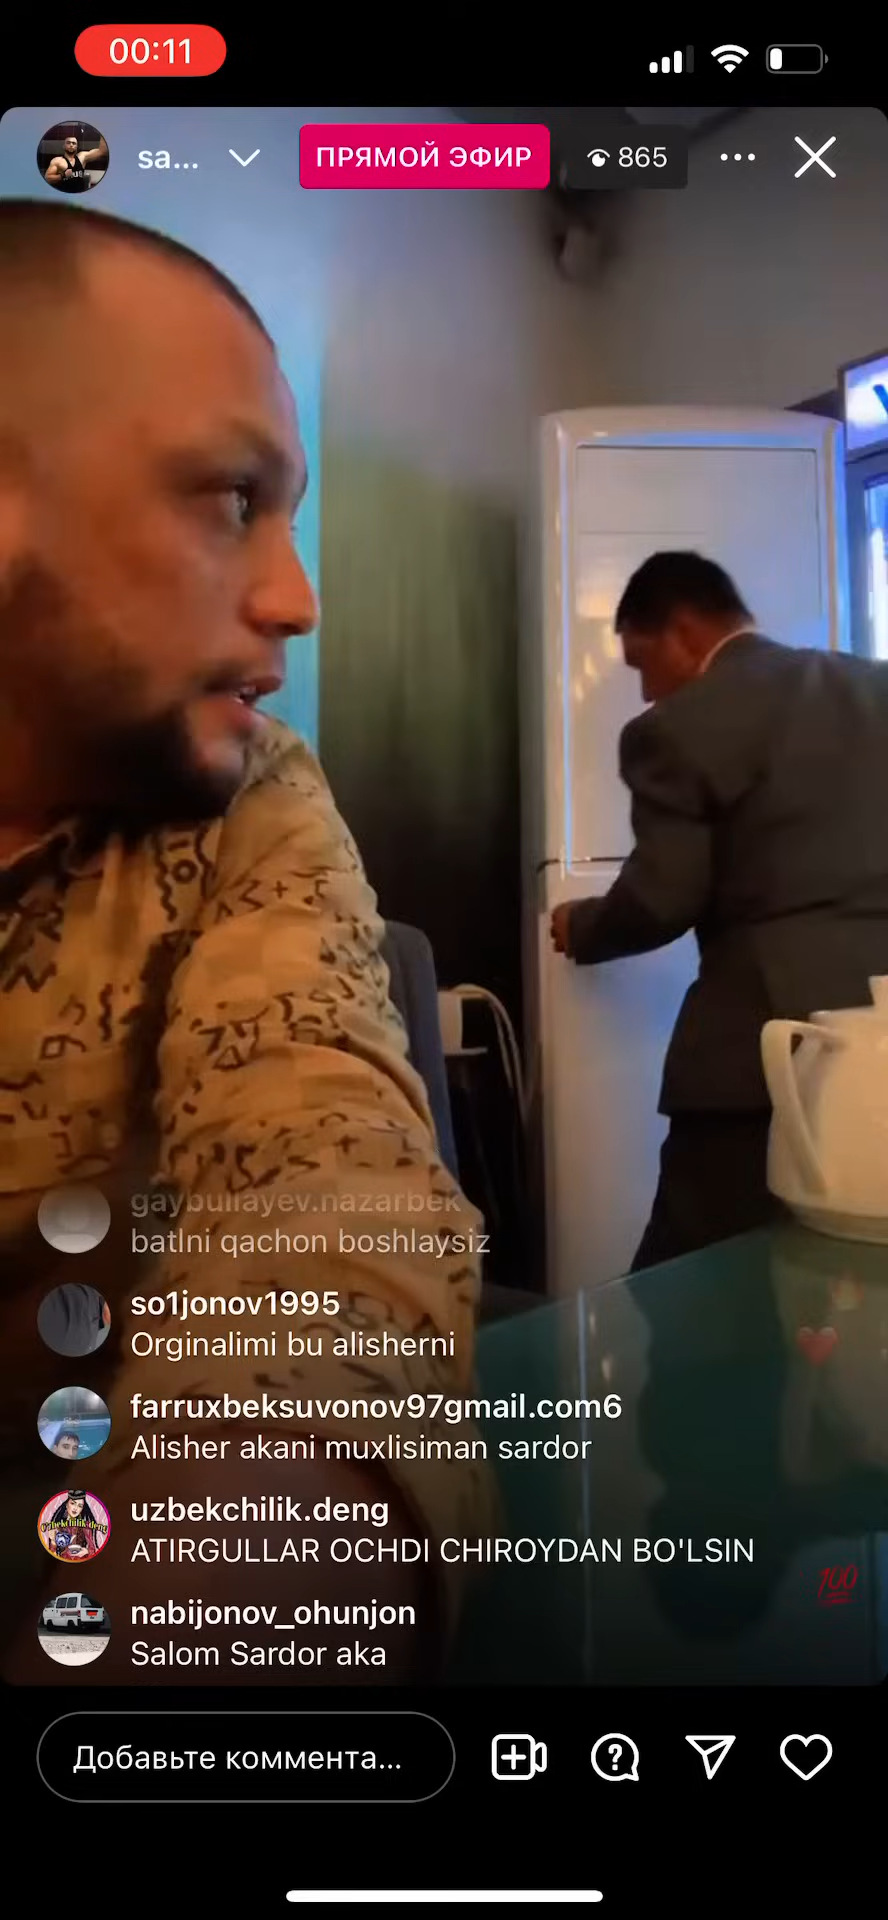 00:11
sa...
ПРЯМОЙ ЭФИР
865
gaybullayev.nazarbek
batlni qachon boshlaysiz
so1jonov1995
Orginalimi bu alisherni
farruxbeksuvonov97gmail.com6
Alisher akani muxlisiman sardor
uzbekchilik.deng
ATIRGULLAR OCHDI CHIROYDAN BO'LSIN
100
nabijonov_ohunjon
Salom Sardor aka
Добавьте коммента...